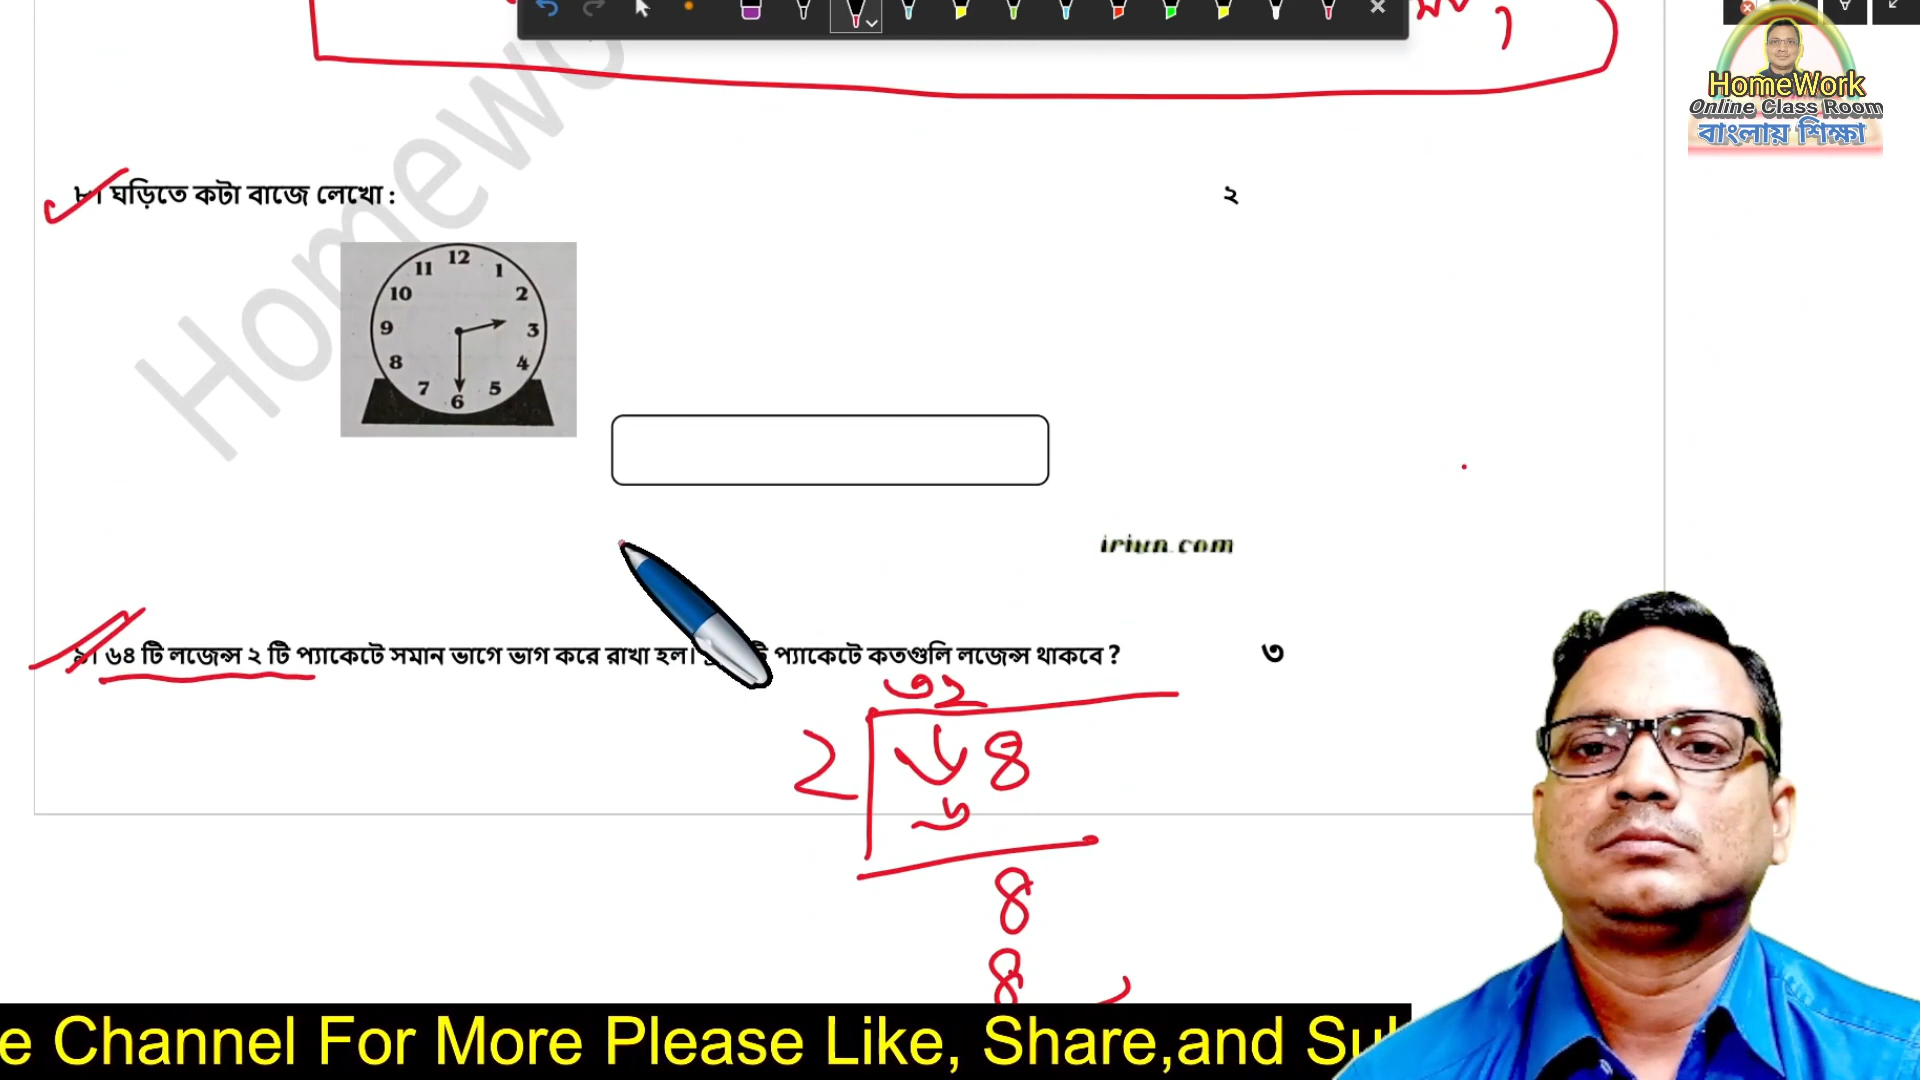 HomeWork
Online Class Room
বাংলায় শিক্ষা
৮। ঘড়িতে কটা বাজে লেখো : ২
12
11 1
10 2
9 3
8 4
7 5
6
Homewo
iriun.com
৯। ৬৪ টি লজেন্স ২ টি প্যাকেটে সমান ভাগে ভাগ করে রাখা হল। প্যাকেটে কতগুলি লজেন্স থাকবে ? ৩
৩২
২ ৬৪
৬
৪
৪
e Channel For More Please Like, Share,and Su